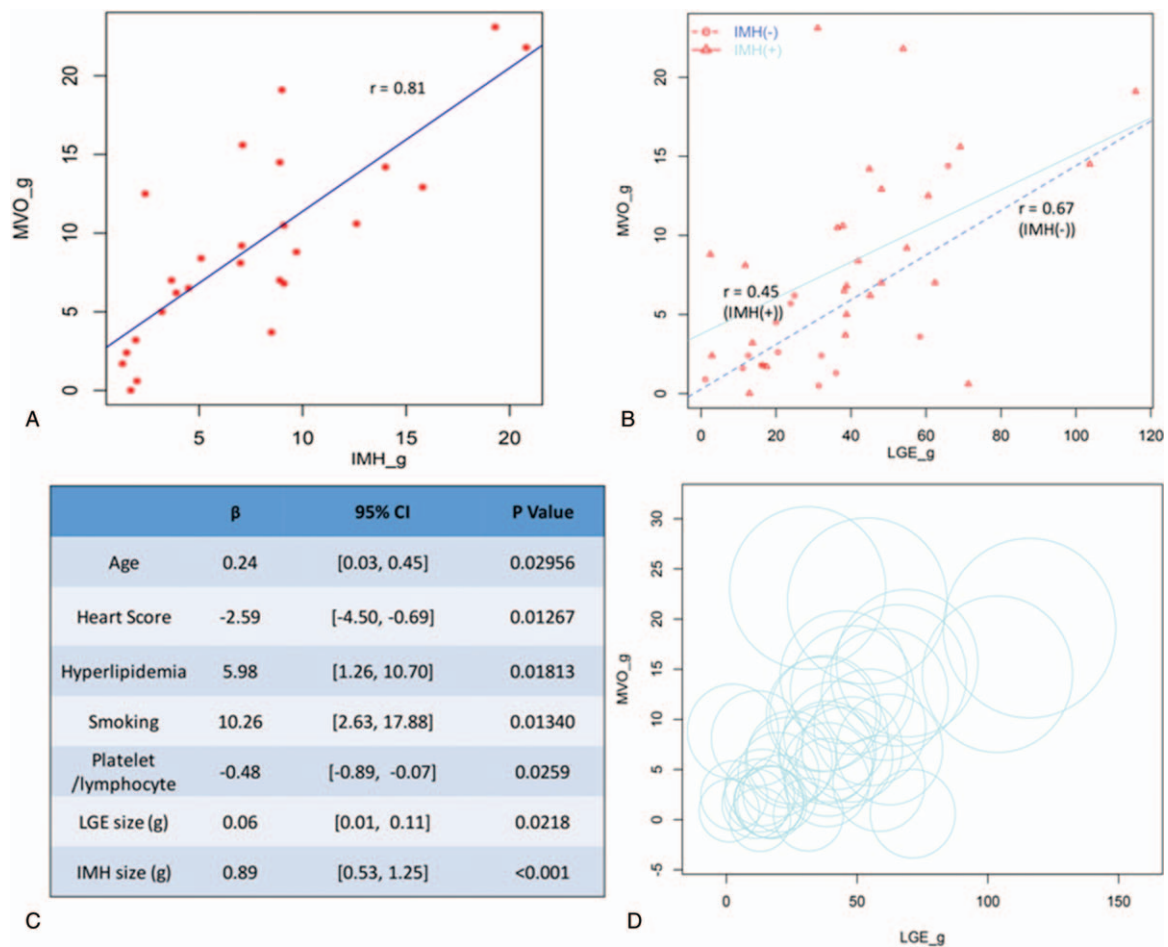 MVO_g
20
15
10
5
0
r = 0.81
5
10
15
20
IMH_g
A
IMH(-)
IMH(+)
MVO_g
20
15
10
5
0
r = 0.67
(IMH(-))
r = 0.45
(IMH(+))
0
20
40
60
80
100
120
LGE_g
B
β 95% CI P Value
Age 0.24 [0.03, 0.45] 0.02956
Heart Score -2.59 [-4.50, -0.69] 0.01267
Hyperlipidemia 5.98 [1.26, 10.70] 0.01813
Smoking 10.26 [2.63, 17.88] 0.01340
Platelet
/lymphocyte -0.48 [-0.89, -0.07] 0.0259
LGE size (g) 0.06 [0.01, 0.11] 0.0218
IMH size (g) 0.89 [0.53, 1.25] <0.001
C
MVO_g
30
25
20
15
10
5
0
-5
0
50
100
150
LGE_g
D